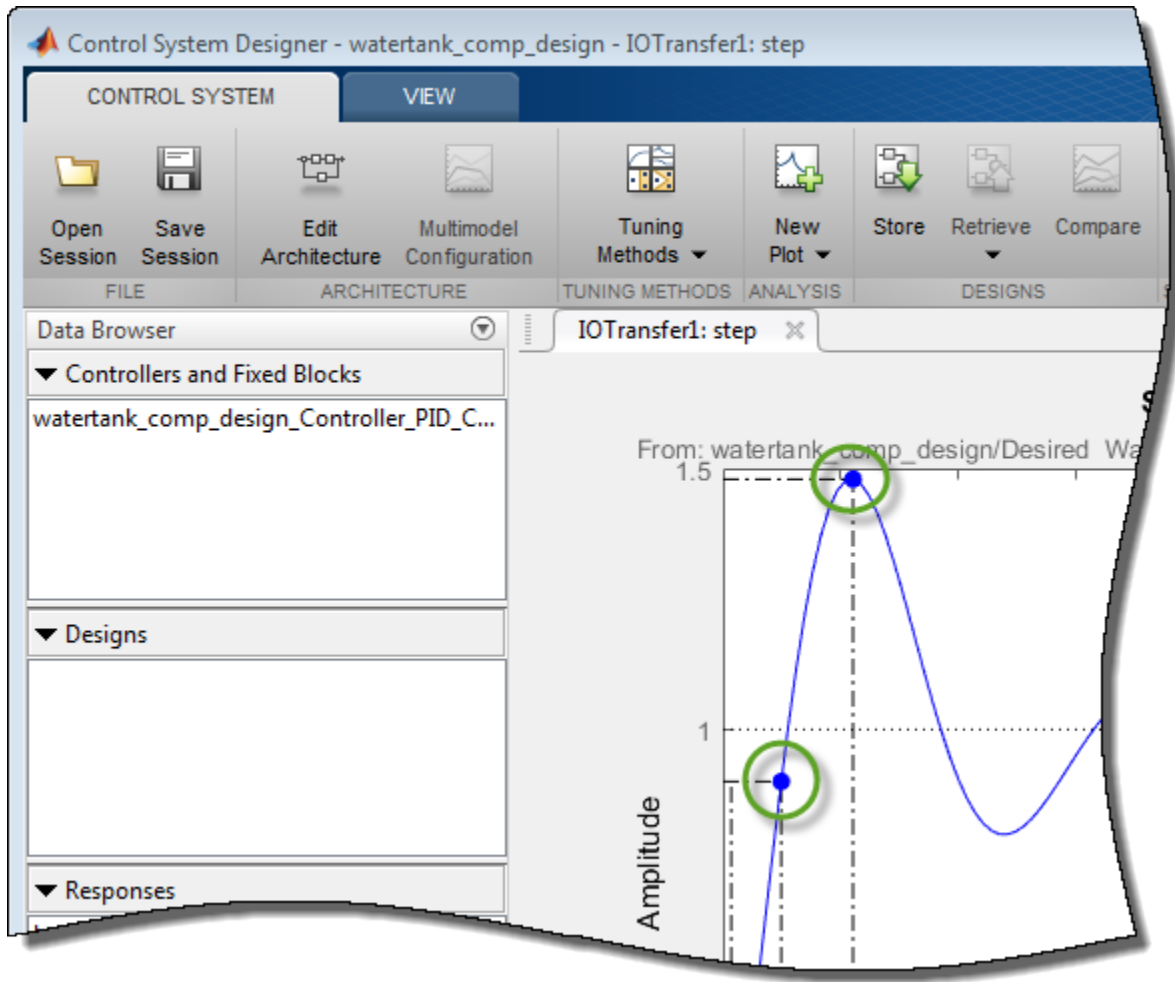 Control System Designer - watertank_comp_design - IOTransfer1: step
CONTROL SYSTEM
VIEW
Open Session
Save Session
Edit Architecture
Multimodel Configuration
Tuning Methods
New Plot
Store
Retrieve
Compare
FILE
ARCHITECTURE
TUNING METHODS
ANALYSIS
DESIGNS
Data Browser
IOTransfer1: step
Controllers and Fixed Blocks
watertank_comp_design_Controller_PID_C...
From: watertank_comp_design/Desired Wa
1.5
Designs
1
Amplitude
Responses